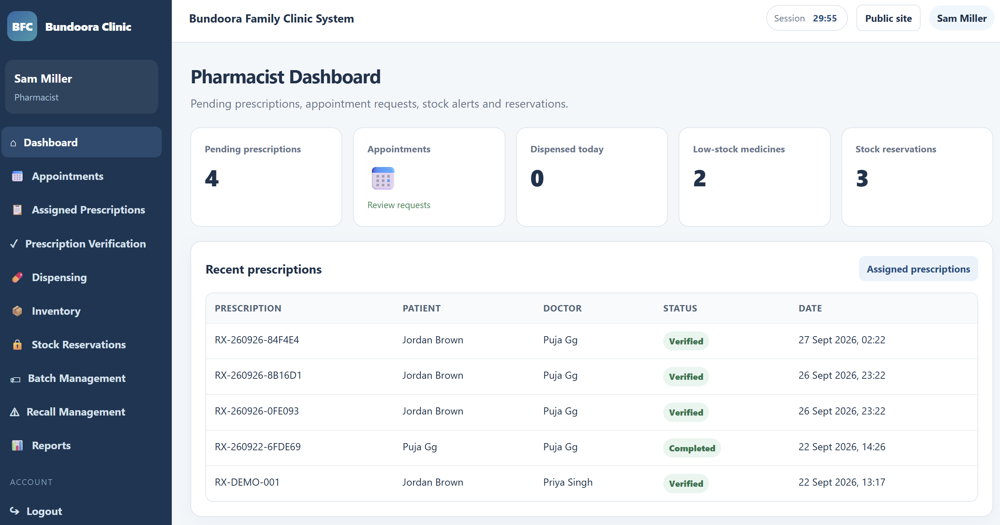 BFC Bundoora Clinic
Sam Miller
Pharmacist
Dashboard
Appointments
Assigned Prescriptions
Prescription Verification
Dispensing
Inventory
Stock Reservations
Batch Management
Recall Management
Reports
ACCOUNT
Logout
Bundoora Family Clinic System
Session 29:55
Public site
Sam Miller
Pharmacist Dashboard
Pending prescriptions, appointment requests, stock alerts and reservations.
Pending prescriptions
4
Appointments
Review requests
Dispensed today
0
Low-stock medicines
2
Stock reservations
3
Recent prescriptions
Assigned prescriptions
PRESCRIPTION PATIENT DOCTOR STATUS DATE
RX-260926-84F4E4 Jordan Brown Puja Gg Verified 27 Sept 2026, 02:22
RX-260926-8B16D1 Jordan Brown Puja Gg Verified 26 Sept 2026, 23:22
RX-260926-0FE093 Jordan Brown Puja Gg Verified 26 Sept 2026, 23:22
RX-260922-6FDE69 Puja Gg Puja Gg Completed 22 Sept 2026, 14:26
RX-DEMO-001 Jordan Brown Priya Singh Verified 22 Sept 2026, 13:17